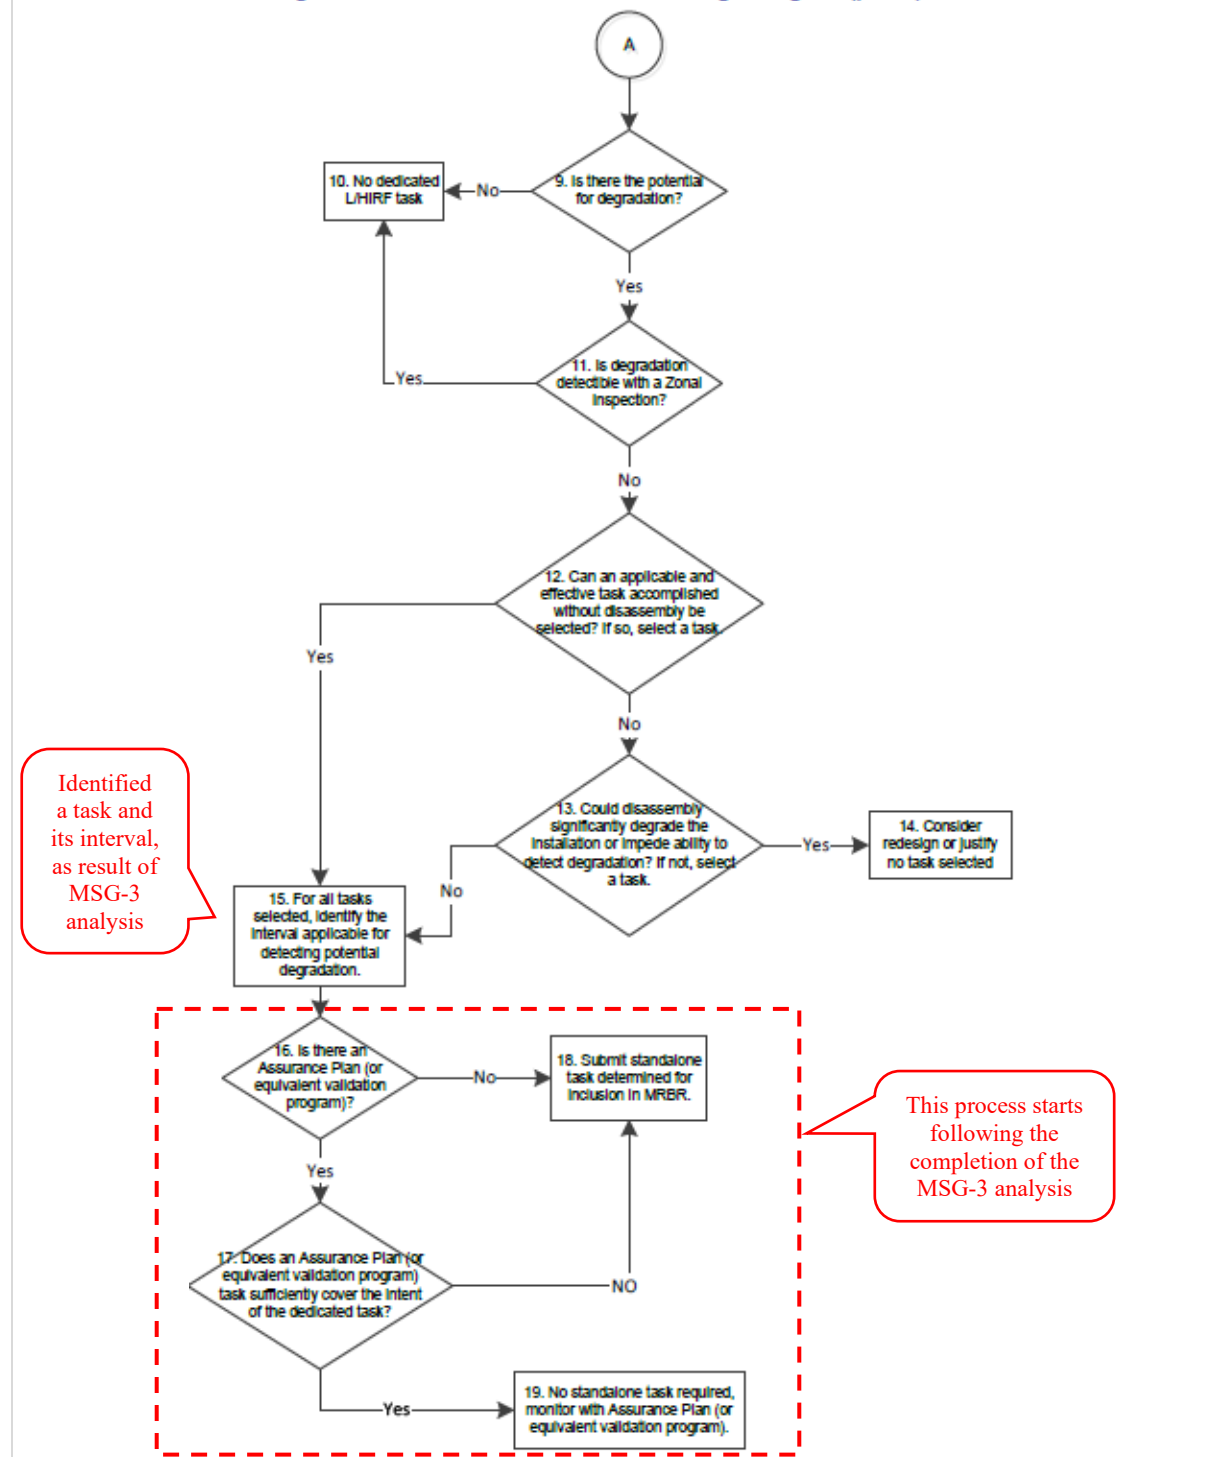 A
9. Is there the potential
for degradation?
No
10. No dedicated
L/HIRF task
Yes
11. Is degradation
detectible with a Zonal
Inspection?
Yes
No
12. Can an applicable and
effective task accomplished
without disassembly be
selected? If so, select a task.
Yes
No
13. Could disassembly
significantly degrade the
installation or impede ability to
detect degradation? If not, select
a task.
Yes
14. Consider
redesign or justify
no task selected
No
Identified
a task and
its interval,
as result of
MSG-3
analysis
15. For all tasks
selected, identify the
interval applicable for
detecting potential
degradation.
16. Is there an
Assurance Plan (or
equivalent validation
program)?
No
18. Submit standalone
task determined for
inclusion in MRBR.
This process starts
following the
completion of the
MSG-3 analysis
Yes
17. Does an Assurance Plan (or
equivalent validation program)
task sufficiently cover the intent
of the dedicated task?
NO
Yes
19. No standalone task required,
monitor with Assurance Plan (or
equivalent validation program).